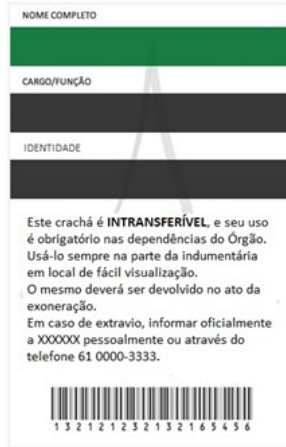 NOME COMPLETO
CARGO/FUNÇÃO
IDENTIDADE
Este crachá é INTRANSFERÍVEL, e seu uso
é obrigatório nas dependências do Órgão.
Usá-lo sempre na parte da indumentária
em local de fácil visualização.
O mesmo deverá ser devolvido no ato da
exoneração.
Em caso de extravio, informar oficialmente
a XXXXXX pessoalmente ou através do
telefone 61 0000-3333.
1 3 2 1 2 1 2 3 2 1 3 2 1 6 5 4 5 6